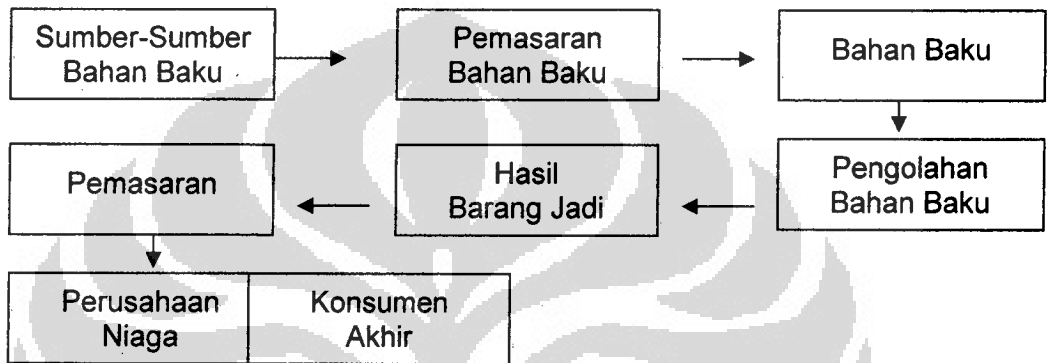 Sumber-Sumber
Bahan Baku
Pemasaran
Bahan Baku
Bahan Baku
Pengolahan
Bahan Baku
Hasil
Barang Jadi
Pemasaran
Perusahaan
Niaga
Konsumen
Akhir